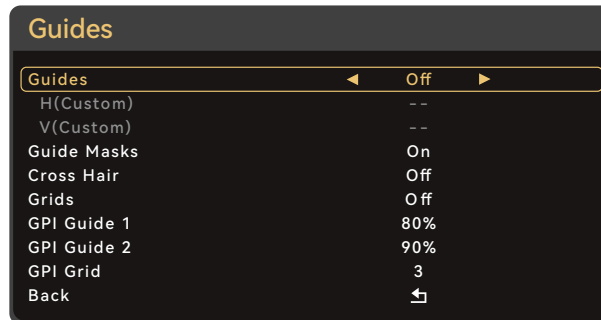 Guides
Guides Off
H(Custom) --
V(Custom) --
Guide Masks On
Cross Hair Off
Grids Off
GPI Guide 1 80%
GPI Guide 2 90%
GPI Grid 3
Back